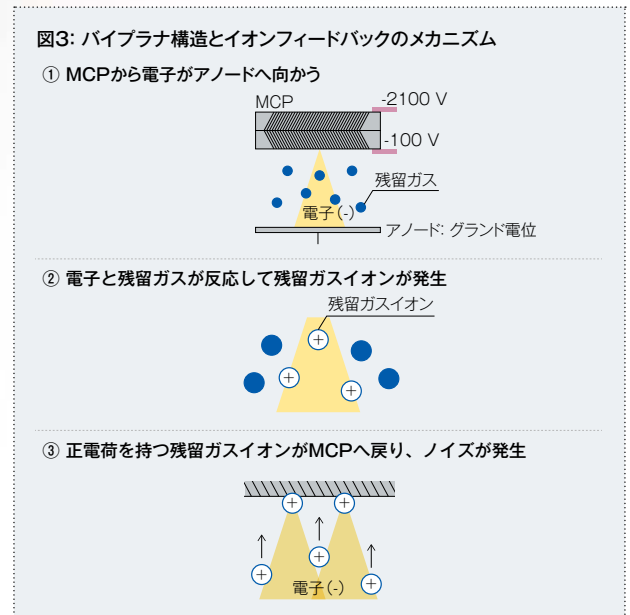 図3: バイプラナ構造とイオンフィードバックのメカニズム
① MCPから電子がアノードへ向かう
MCP
-2100 V
-100 V
残留ガス
電子(-)
アノード: グランド電位
② 電子と残留ガスが反応して残留ガスイオンが発生
残留ガスイオン
+
+
+
③ 正電荷を持つ残留ガスイオンがMCPへ戻り、ノイズが発生
+
+
+
+
+
電子(-)